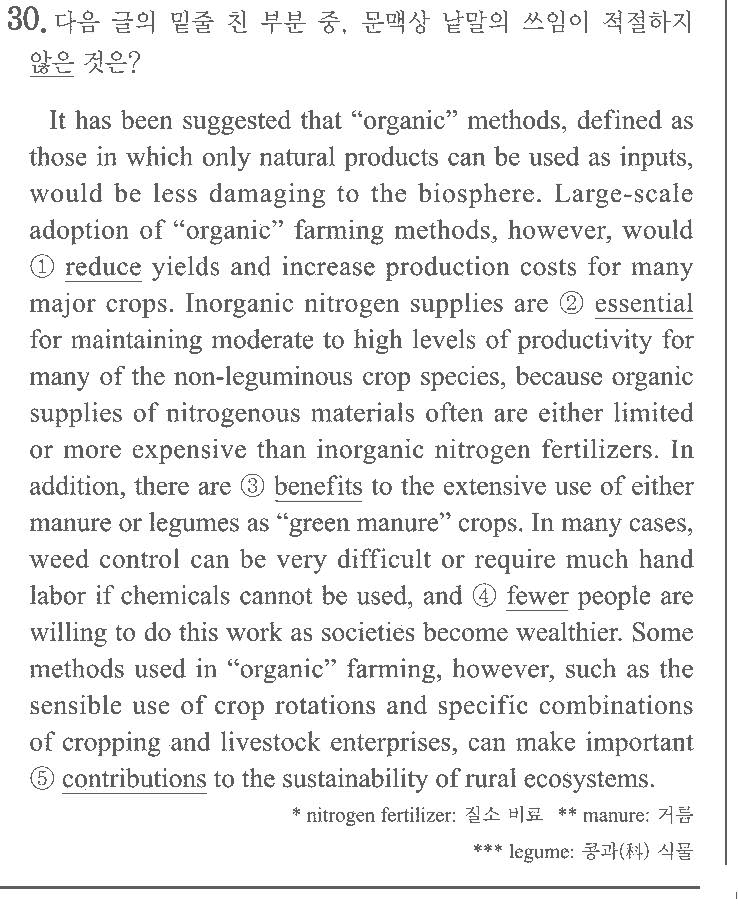 30. 다음 글의 밑줄 친 부분 중, 문맥상 낱말의 쓰임이 적절하지
않은 것은?
It has been suggested that “organic” methods, defined as
those in which only natural products can be used as inputs,
would be less damaging to the biosphere. Large-scale
adoption of “organic” farming methods, however, would
① reduce yields and increase production costs for many
major crops. Inorganic nitrogen supplies are ② essential
for maintaining moderate to high levels of productivity for
many of the non-leguminous crop species, because organic
supplies of nitrogenous materials often are either limited
or more expensive than inorganic nitrogen fertilizers. In
addition, there are ③ benefits to the extensive use of either
manure or legumes as “green manure” crops. In many cases,
weed control can be very difficult or require much hand
labor if chemicals cannot be used, and ④ fewer people are
willing to do this work as societies become wealthier. Some
methods used in “organic” farming, however, such as the
sensible use of crop rotations and specific combinations
of cropping and livestock enterprises, can make important
⑤ contributions to the sustainability of rural ecosystems.
* nitrogen fertilizer: 질소 비료 ** manure: 거름
*** legume: 콩과(科) 식물